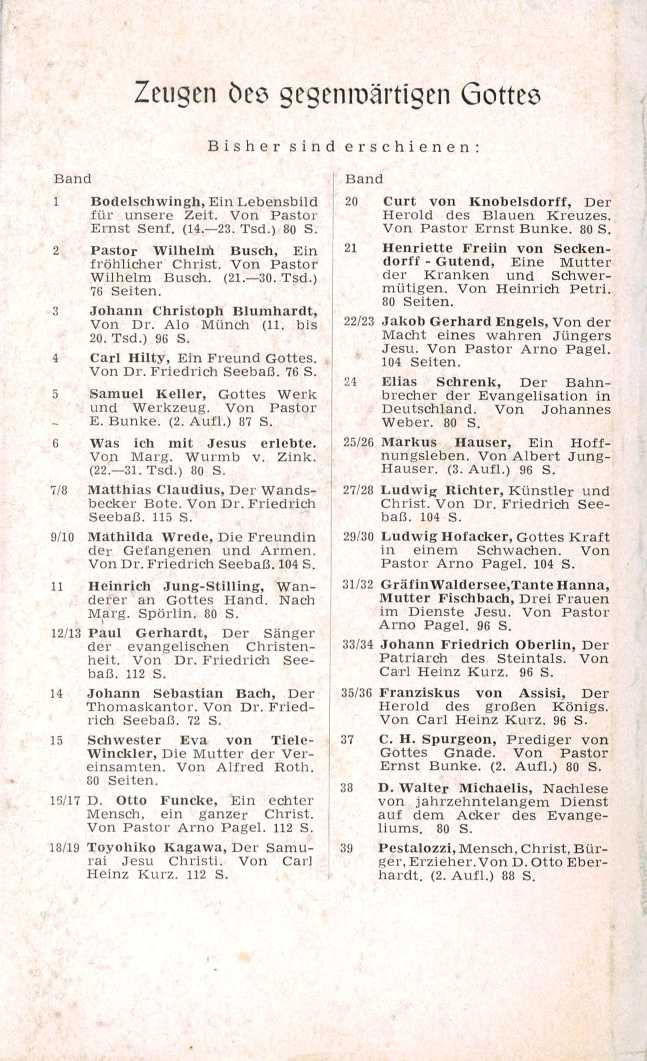 Zeugen des gegenwärtigen Gottes
Bisher sind erschienen:
Band
1 Bodelschwingh, Ein Lebensbild
für unsere Zeit. Von Pastor
Ernst Senf. (14.—23. Tsd.) 80 S.
2 Pastor Wilhelm Busch, Ein
fröhlicher Christ. Von Pastor
Wilhelm Busch. (21.—30. Tsd.)
76 Seiten.
3 Johann Christoph Blumhardt,
Von Dr. Alo Münch (11. bis
20. Tsd.) 96 S.
4 Carl Hilty, Ein Freund Gottes.
Von Dr. Friedrich Seebaß. 76 S.
5 Samuel Keller, Gottes Werk
und Werkzeug. Von Pastor
E. Bunke. (2. Aufl.) 87 S.
6 Was ich mit Jesus erlebte.
Von Marg. Wurmb v. Zink.
(22.—31. Tsd.) 80 S.
7/8 Matthias Claudius, Der Wands-
becker Bote. Von Dr. Friedrich
Seebaß. 115 S.
9/10 Mathilda Wrede, Die Freundin
der Gefangenen und Armen.
Von Dr. Friedrich Seebaß. 104 S.
11 Heinrich Jung-Stilling, Wan-
derer an Gottes Hand. Nach
Marg. Spörlin. 80 S.
12/13 Paul Gerhardt, Der Sänger
der evangelischen Christen-
heit. Von Dr. Friedrich See-
baß. 112 S.
14 Johann Sebastian Bach, Der
Thomaskantor. Von Dr. Fried-
rich Seebaß. 72 S.
15 Schwester Eva von Tiele-
Winckler, Die Mutter der Ver-
einsamten. Von Alfred Roth.
80 Seiten.
16/17 D. Otto Funcke, Ein echter
Mensch, ein ganzer Christ.
Von Pastor Arno Pagel. 112 S.
18/19 Toyohiko Kagawa, Der Samu-
rai Jesu Christi. Von Carl
Heinz Kurz. 112 S.
Band
20 Curt von Knobelsdorff, Der
Herold des Blauen Kreuzes.
Von Pastor Ernst Bunke. 80 S.
21 Henriette Freiin von Secken-
dorff-Gutend, Eine Mutter
der Kranken und Schwer-
mütigen. Von Heinrich Petri.
80 Seiten.
22/23 Jakob Gerhard Engels, Von der
Macht eines wahren Jüngers
Jesu. Von Pastor Arno Pagel.
104 Seiten.
24 Elias Schrenk, Der Bahn-
brecher der Evangelisation in
Deutschland. Von Johannes
Weber. 80 S.
25/26 Markus Hauser, Ein Hoff-
nungsleben. Von Albert Jung-
Hauser. (3. Aufl.) 96 S.
27/28 Ludwig Richter, Künstler und
Christ. Von Dr. Friedrich See-
baß. 104 S.
29/30 Ludwig Hofacker, Gottes Kraft
in einem Schwachen. Von
Pastor Arno Pagel. 104 S.
31/32 Gräfin Waldersee, Tante Hanna,
Mutter Fischbach, Drei Frauen
im Dienste Jesu. Von Pastor
Arno Pagel. 96 S.
33/34 Johann Friedrich Oberlin, Der
Patriarch des Steintals. Von
Carl Heinz Kurz. 96 S.
35/36 Franziskus von Assisi, Der
Herold des großen Königs.
Von Carl Heinz Kurz. 96 S.
37 C. H. Spurgeon, Prediger von
Gottes Gnade. Von Pastor
Ernst Bunke. (2. Aufl.) 80 S.
38 D. Walter Michaelis, Nachlese
von jahrzehntelangem Dienst
auf dem Acker des Evange-
liums. 80 S.
39 Pestalozzi, Mensch, Christ, Bür-
ger, Erzieher. Von D. Otto Eber-
hardt. (2. Aufl.) 88 S.